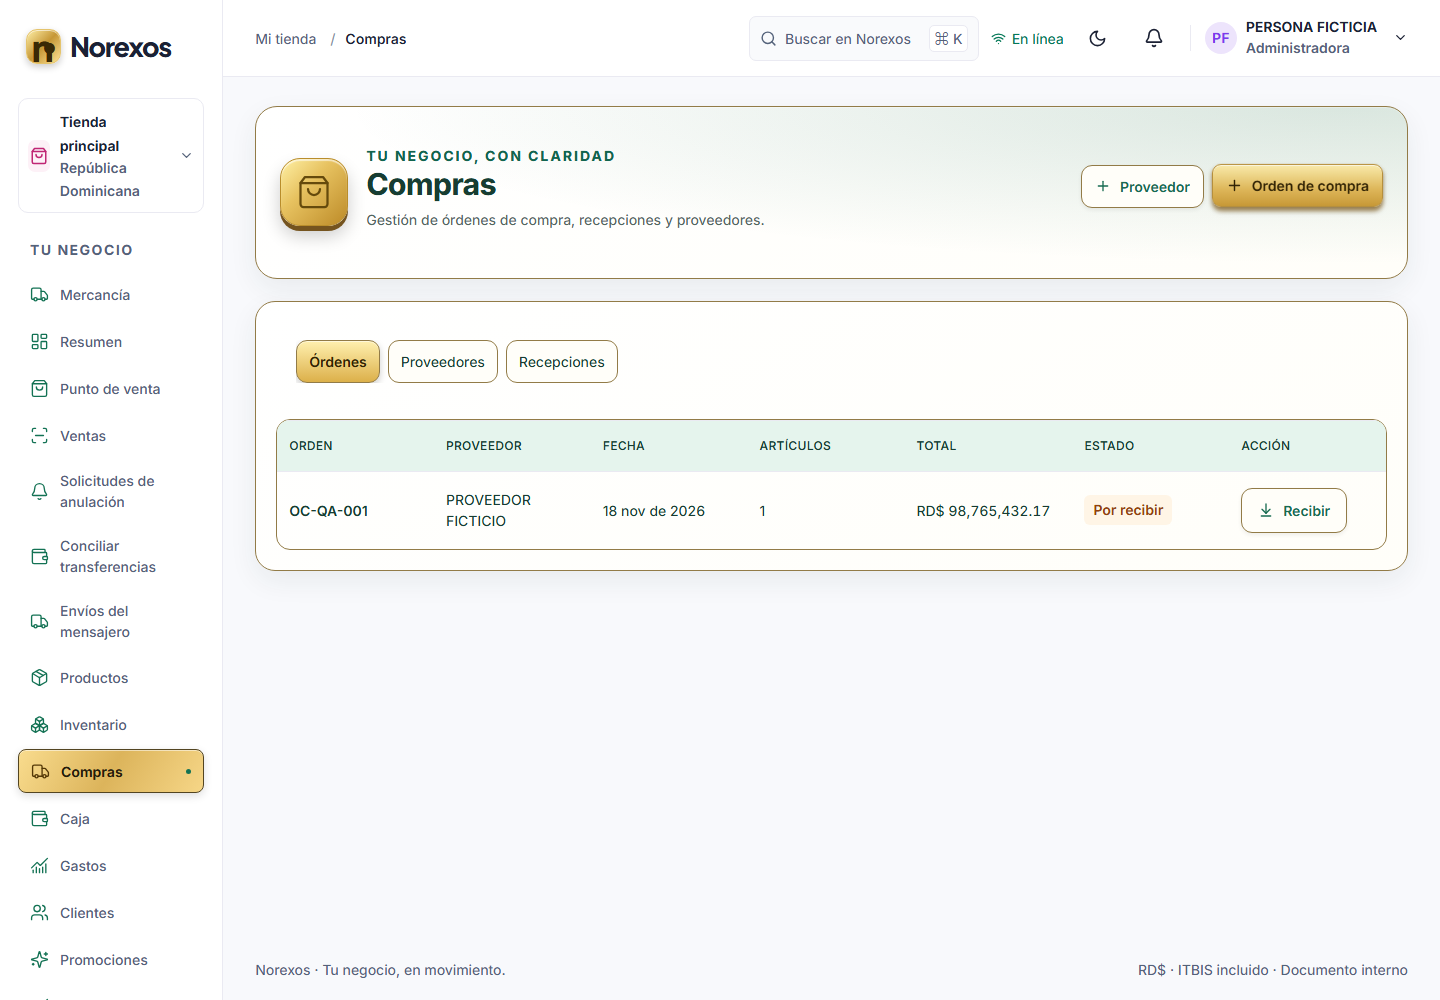 Norexos
Tienda
principal
República
Dominicana
TU NEGOCIO
Mercancía
Resumen
Punto de venta
Ventas
Solicitudes de
anulación
Conciliar
transferencias
Envíos del
mensajero
Productos
Inventario
Compras
Caja
Gastos
Clientes
Promociones
Mi tienda / Compras
Buscar en Norexos ⌘ K
En línea
PF
PERSONA FICTICIA
Administradora
TU NEGOCIO, CON CLARIDAD
Compras
Gestión de órdenes de compra, recepciones y proveedores.
+ Proveedor
+ Orden de compra
Órdenes Proveedores Recepciones
ORDEN PROVEEDOR FECHA ARTÍCULOS TOTAL ESTADO ACCIÓN
OC-QA-001 PROVEEDOR FICTICIO 18 nov de 2026 1 RD$ 98,765,432.17 Por recibir Recibir
Norexos · Tu negocio, en movimiento.
RD$ · ITBIS incluido · Documento interno